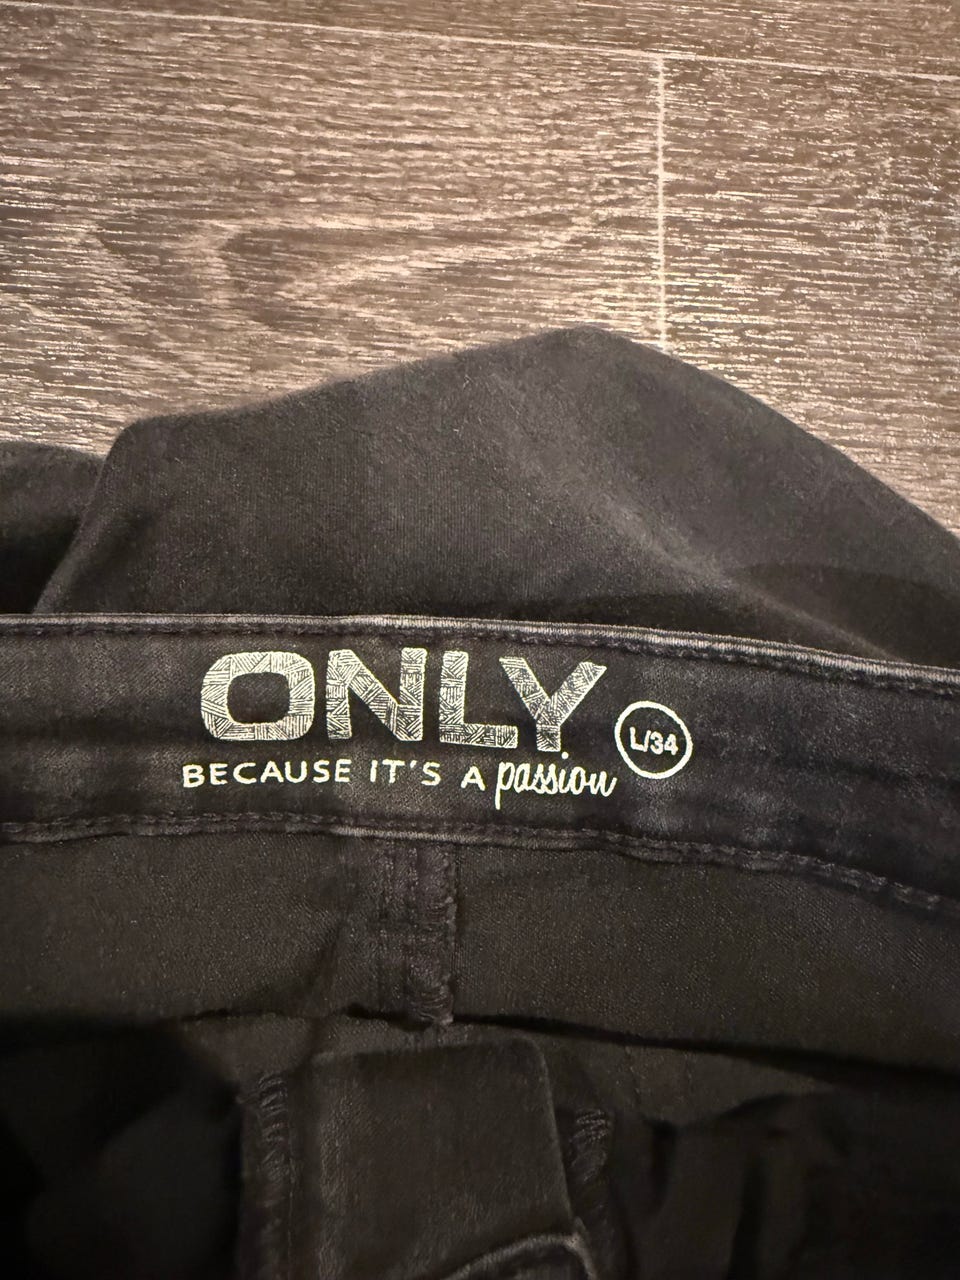 ONLY
L/34
BECAUSE IT'S A passion